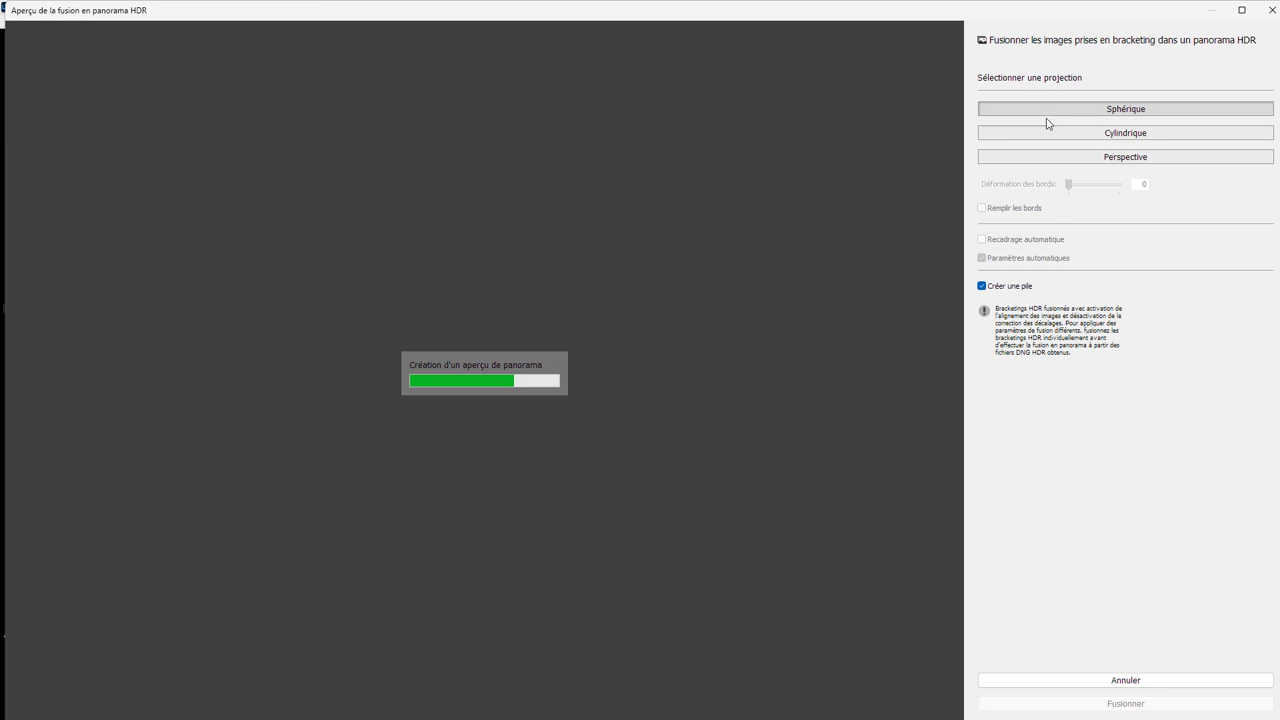 Aperçu de la fusion en panorama HDR
Fusionner les images prises en bracketing dans un panorama HDR
Sélectionner une projection
Sphérique
Cylindrique
Perspective
Déformation des bords: 0
Remplir les bords
Recadrage automatique
Paramètres automatiques
Créer une pile
Bracketings HDR fusionnés avec activation de
l'alignement des images et désactivation de la
correction des décalages. Pour appliquer des
paramètres de fusion différents, fusionnez les
bracketings HDR individuellement avant
d'effectuer la fusion en panorama à partir des
fichiers DNG HDR obtenus.
Création d'un aperçu de panorama
Annuler
Fusionner